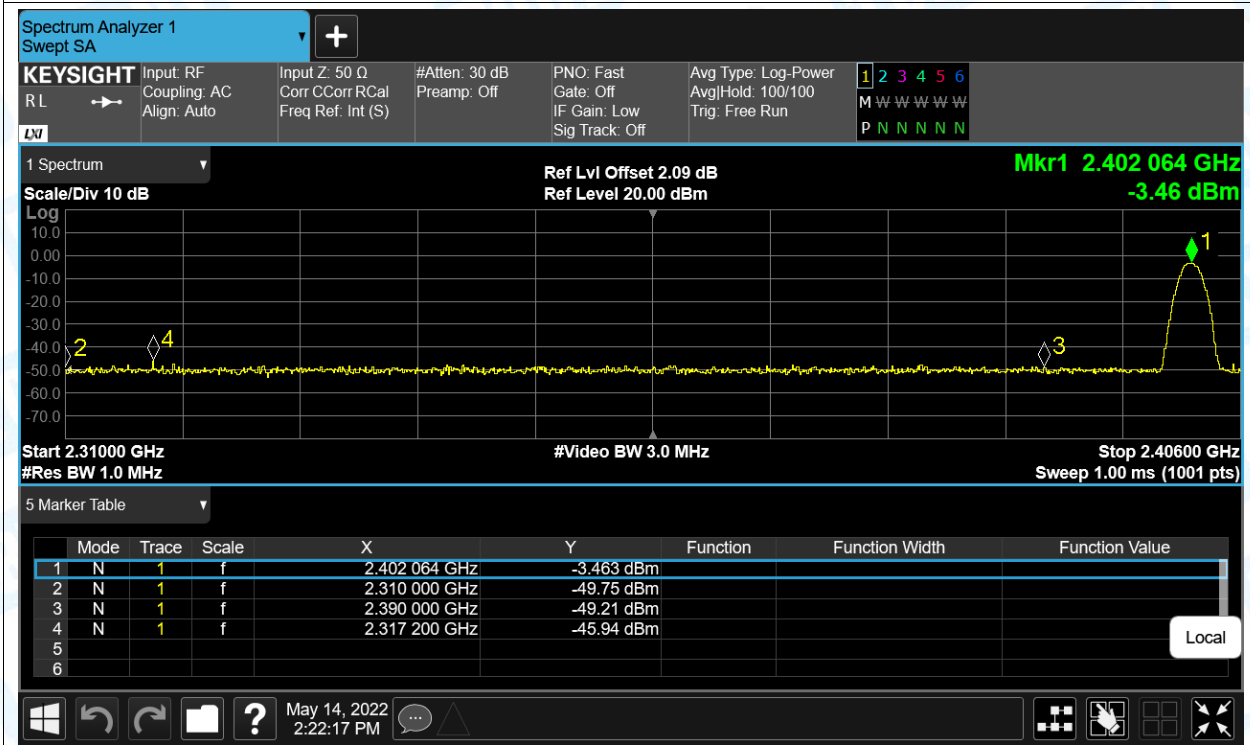 Spectrum Analyzer 1
Swept SA
+
KEYSIGHT
R L
LXI
Input: RF
Coupling: AC
Align: Auto
Input Z: 50 Ω
Corr CCorr RCal
Freq Ref: Int (S)
#Atten: 30 dB
Preamp: Off
PNO: Fast
Gate: Off
IF Gain: Low
Sig Track: Off
Avg Type: Log-Power
Avg|Hold: 100/100
Trig: Free Run
1 2 3 4 5 6
M W W W W W
P N N N N N
1 Spectrum
Scale/Div 10 dB
Ref Lvl Offset 2.09 dB
Ref Level 20.00 dBm
Mkr1 2.402 064 GHz
-3.46 dBm
Log
10.0
0.00
-10.0
-20.0
-30.0
-40.0
-50.0
-60.0
-70.0
2
4
3
1
Start 2.31000 GHz
#Res BW 1.0 MHz
#Video BW 3.0 MHz
Stop 2.40600 GHz
Sweep 1.00 ms (1001 pts)
5 Marker Table
Mode Trace Scale X Y Function Function Width Function Value
1 N 1 f 2.402 064 GHz -3.463 dBm
2 N 1 f 2.310 000 GHz -49.75 dBm
3 N 1 f 2.390 000 GHz -49.21 dBm
4 N 1 f 2.317 200 GHz -45.94 dBm
5
6
Local
?
May 14, 2022
2:22:17 PM